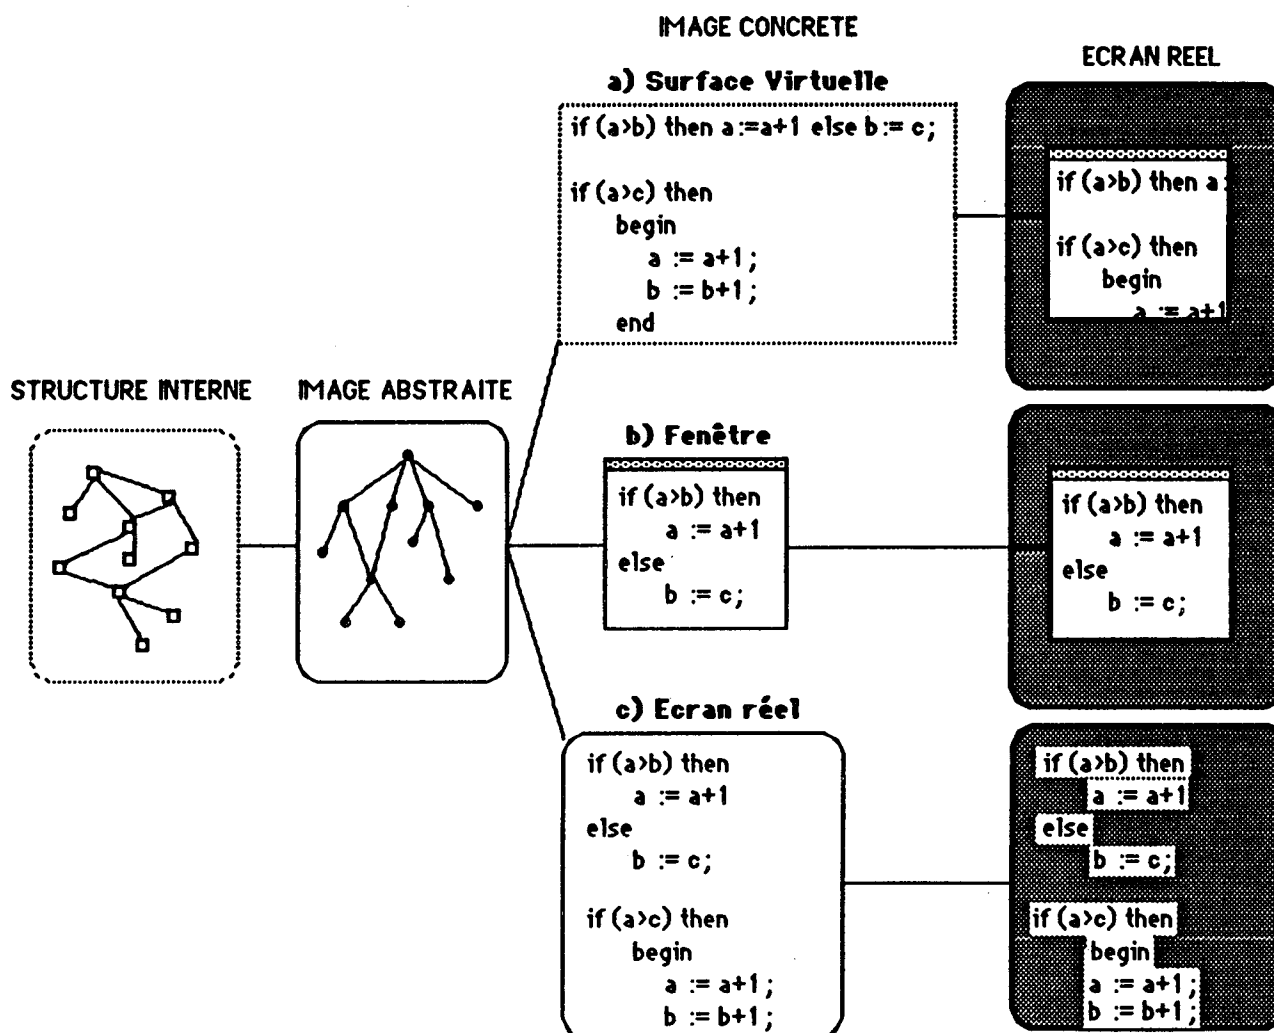 IMAGE CONCRETE
ECRAN REEL
a) Surface Virtuelle
if (a>b) then a:=a+1 else b:= c;
if (a>c) then
begin
a := a+1;
b := b+1;
end
if (a>b) then a :
if (a>c) then
begin
a := a+1
STRUCTURE INTERNE
IMAGE ABSTRAITE
b) Fenêtre
if (a>b) then
a := a+1
else
b := c;
if (a>b) then
a := a+1
else
b := c;
c) Ecran réel
if (a>b) then
a := a+1
else
b := c;
if (a>c) then
begin
a := a+1;
b := b+1;
if (a>b) then
a := a+1
else
b := c;
if (a>c) then
begin
a := a+1;
b := b+1;